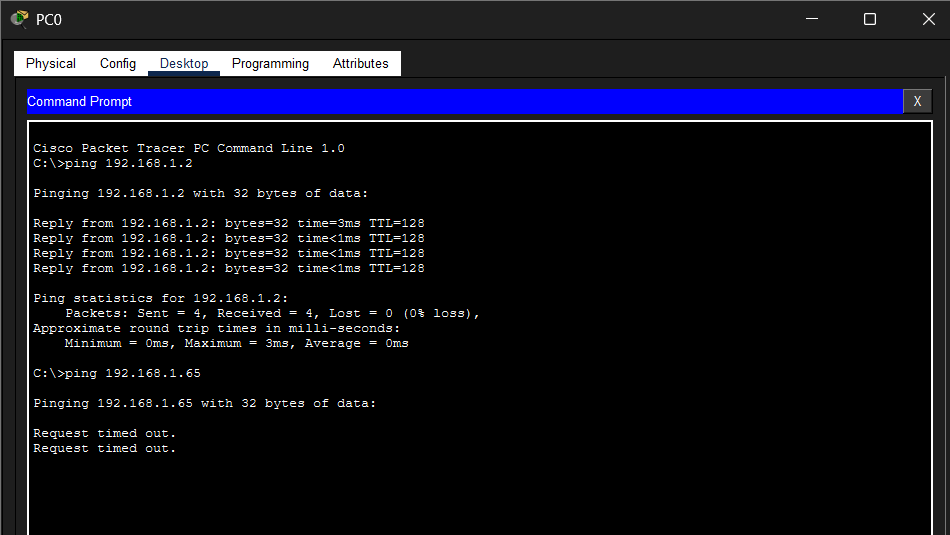 PC0
Physical Config Desktop Programming Attributes
Command Prompt X
Cisco Packet Tracer PC Command Line 1.0
C:\>ping 192.168.1.2
Pinging 192.168.1.2 with 32 bytes of data:
Reply from 192.168.1.2: bytes=32 time=3ms TTL=128
Reply from 192.168.1.2: bytes=32 time<1ms TTL=128
Reply from 192.168.1.2: bytes=32 time<1ms TTL=128
Reply from 192.168.1.2: bytes=32 time<1ms TTL=128
Ping statistics for 192.168.1.2:
Packets: Sent = 4, Received = 4, Lost = 0 (0% loss),
Approximate round trip times in milli-seconds:
Minimum = 0ms, Maximum = 3ms, Average = 0ms
C:\>ping 192.168.1.65
Pinging 192.168.1.65 with 32 bytes of data:
Request timed out.
Request timed out.